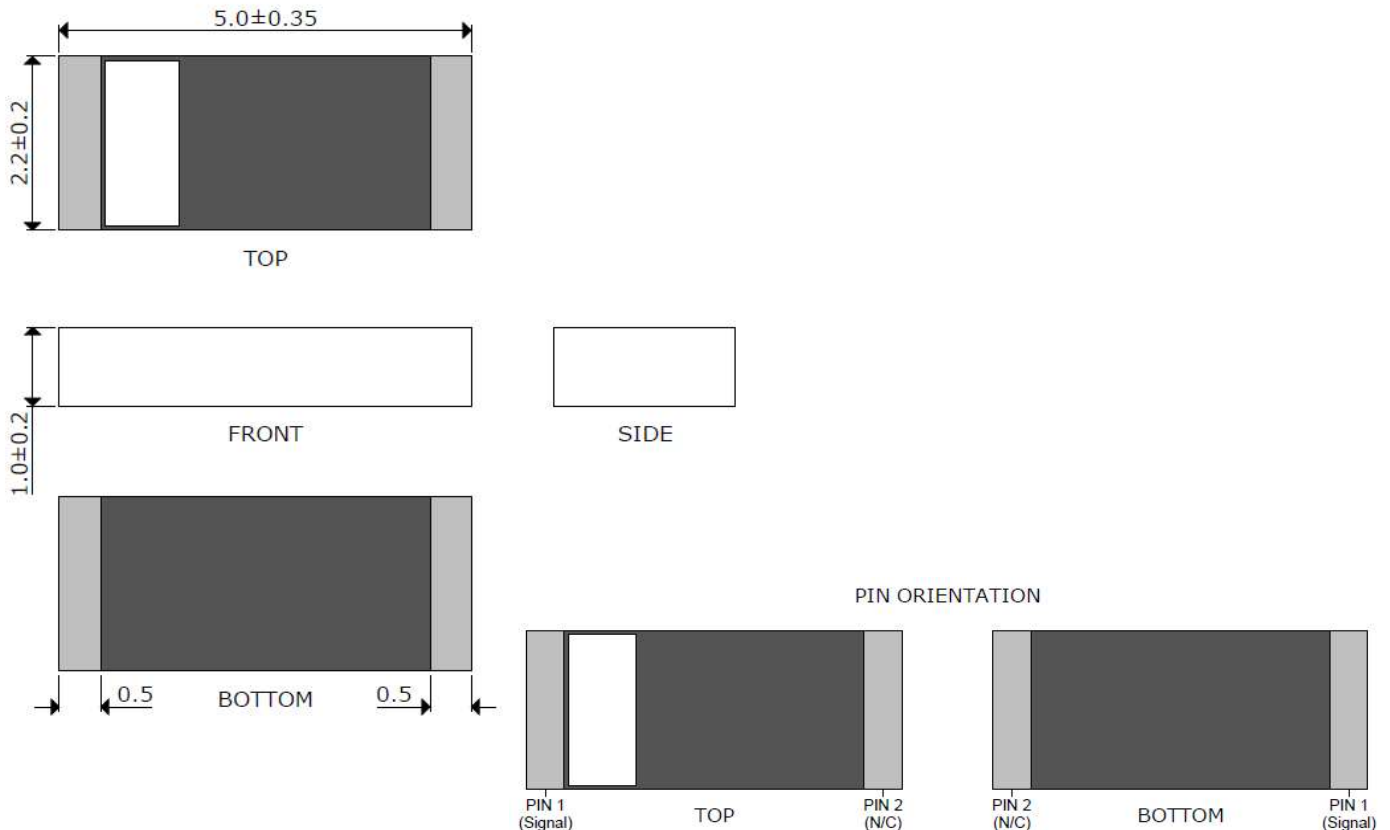 5.0±0.35
2.2±0.2
TOP
1.0±0.2
FRONT
SIDE
0.5
BOTTOM
0.5
PIN ORIENTATION
PIN 1
(Signal)
TOP
PIN 2
(N/C)
PIN 2
(N/C)
BOTTOM
PIN 1
(Signal)